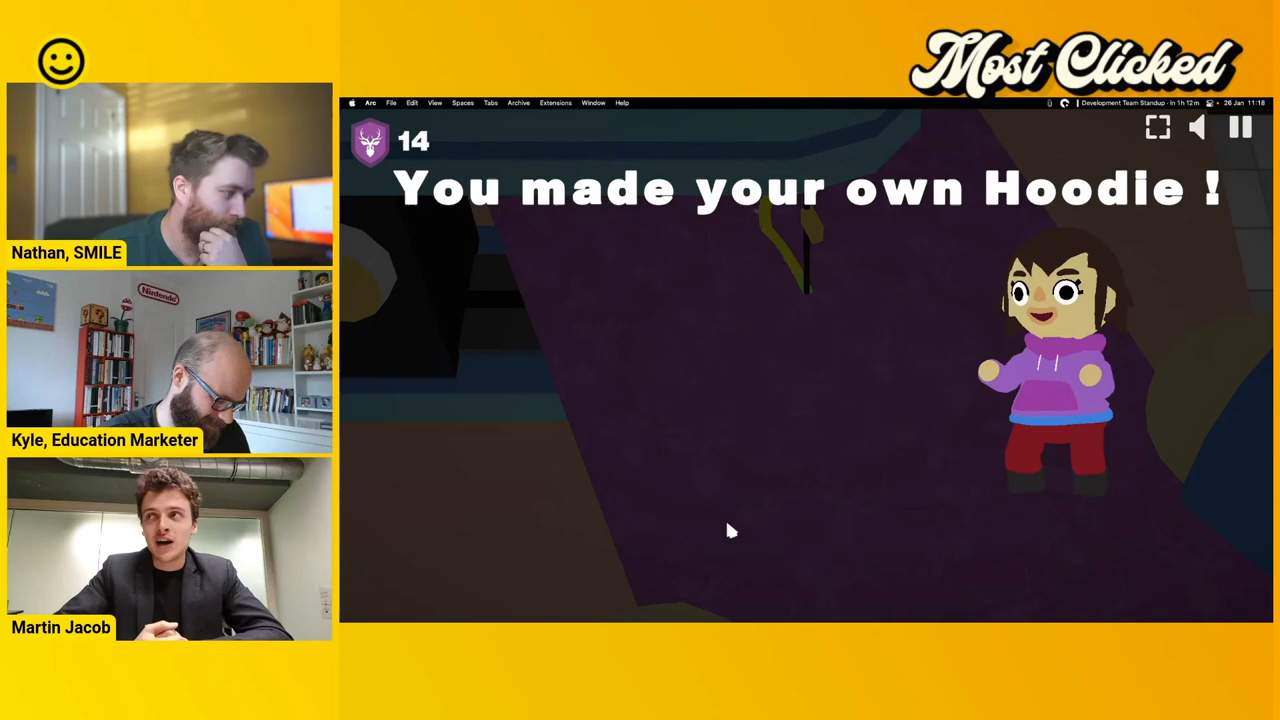 Most Clicked
Arc File Edit View Spaces Tabs Archive Extensions Window Help
Development Team Standup · in 1h 12m 26 Jan 11:18
14
You made your own Hoodie !
Nathan, SMILE
Nintendo
Kyle, Education Marketer
Martin Jacob